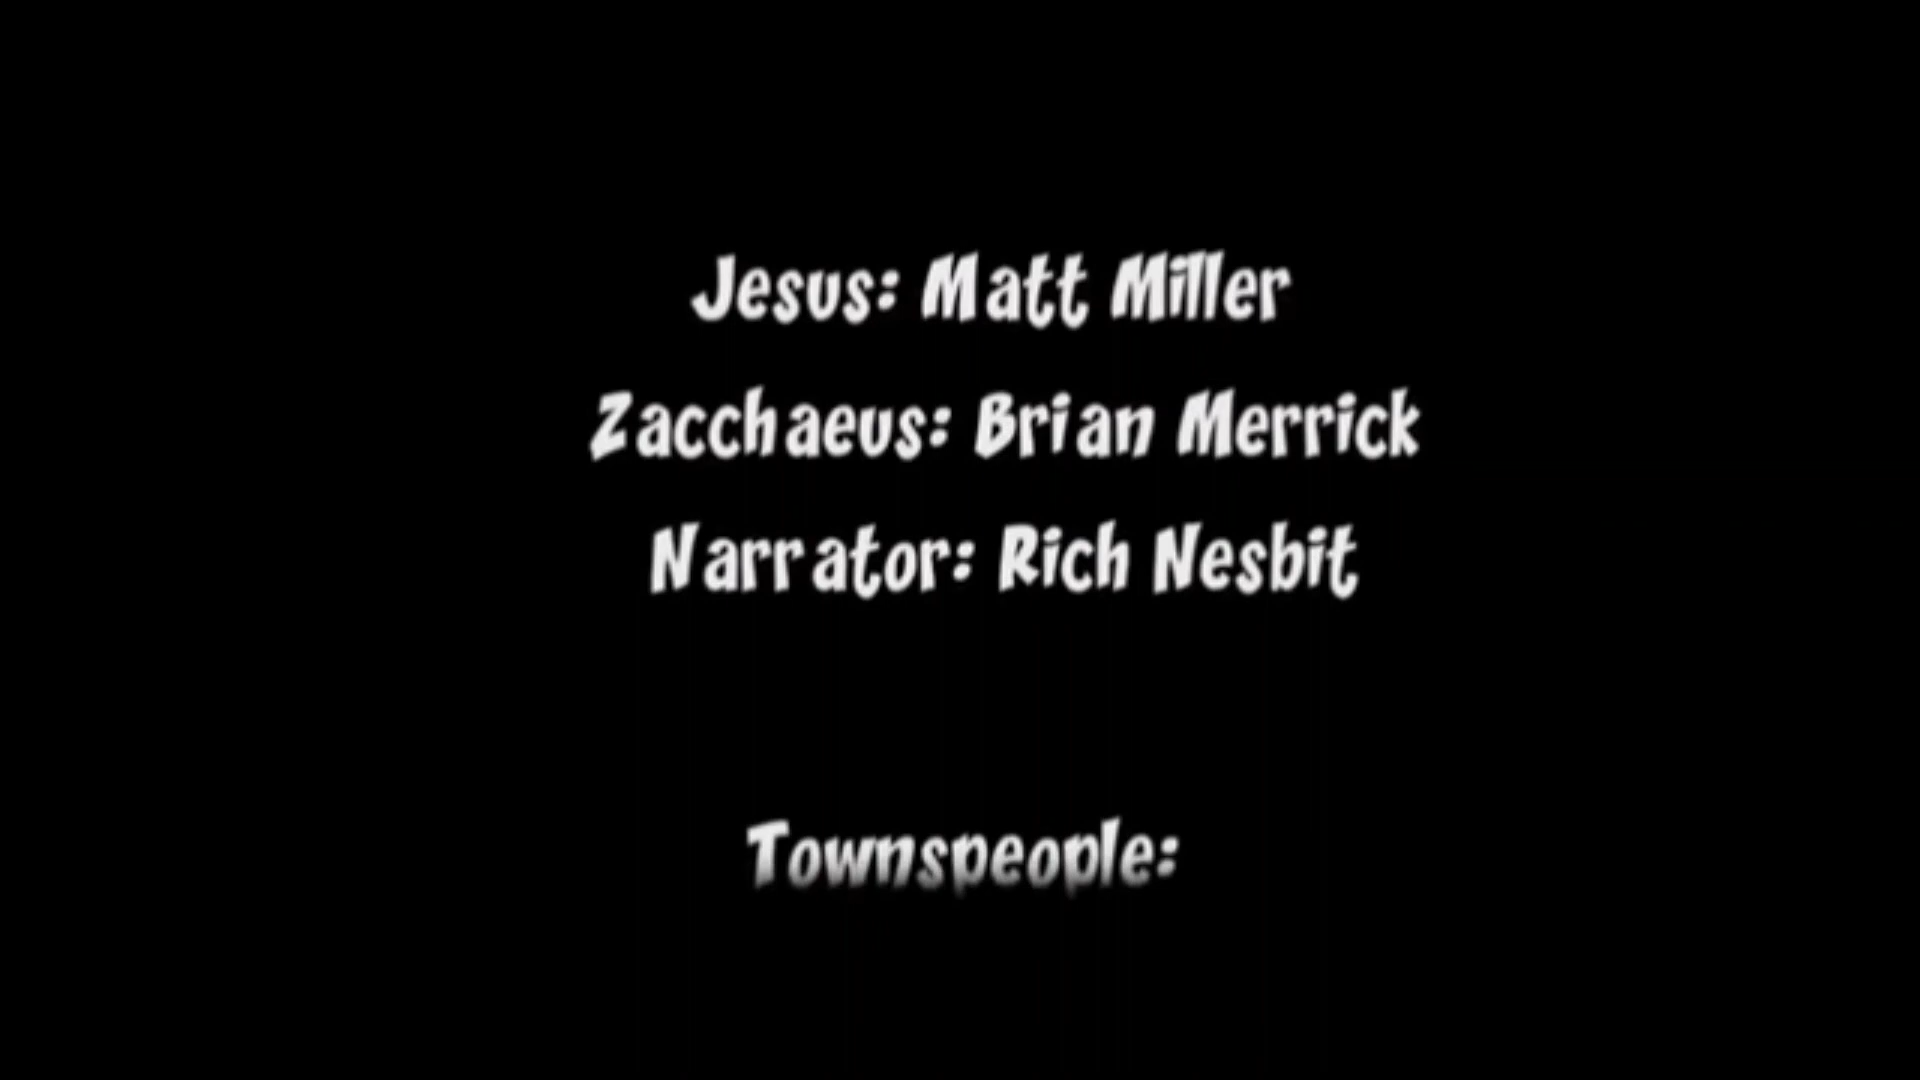 Jesus: Matt Miller
Zacchaeus: Brian Merrick
Narrator: Rich Nesbit
Townspeople: